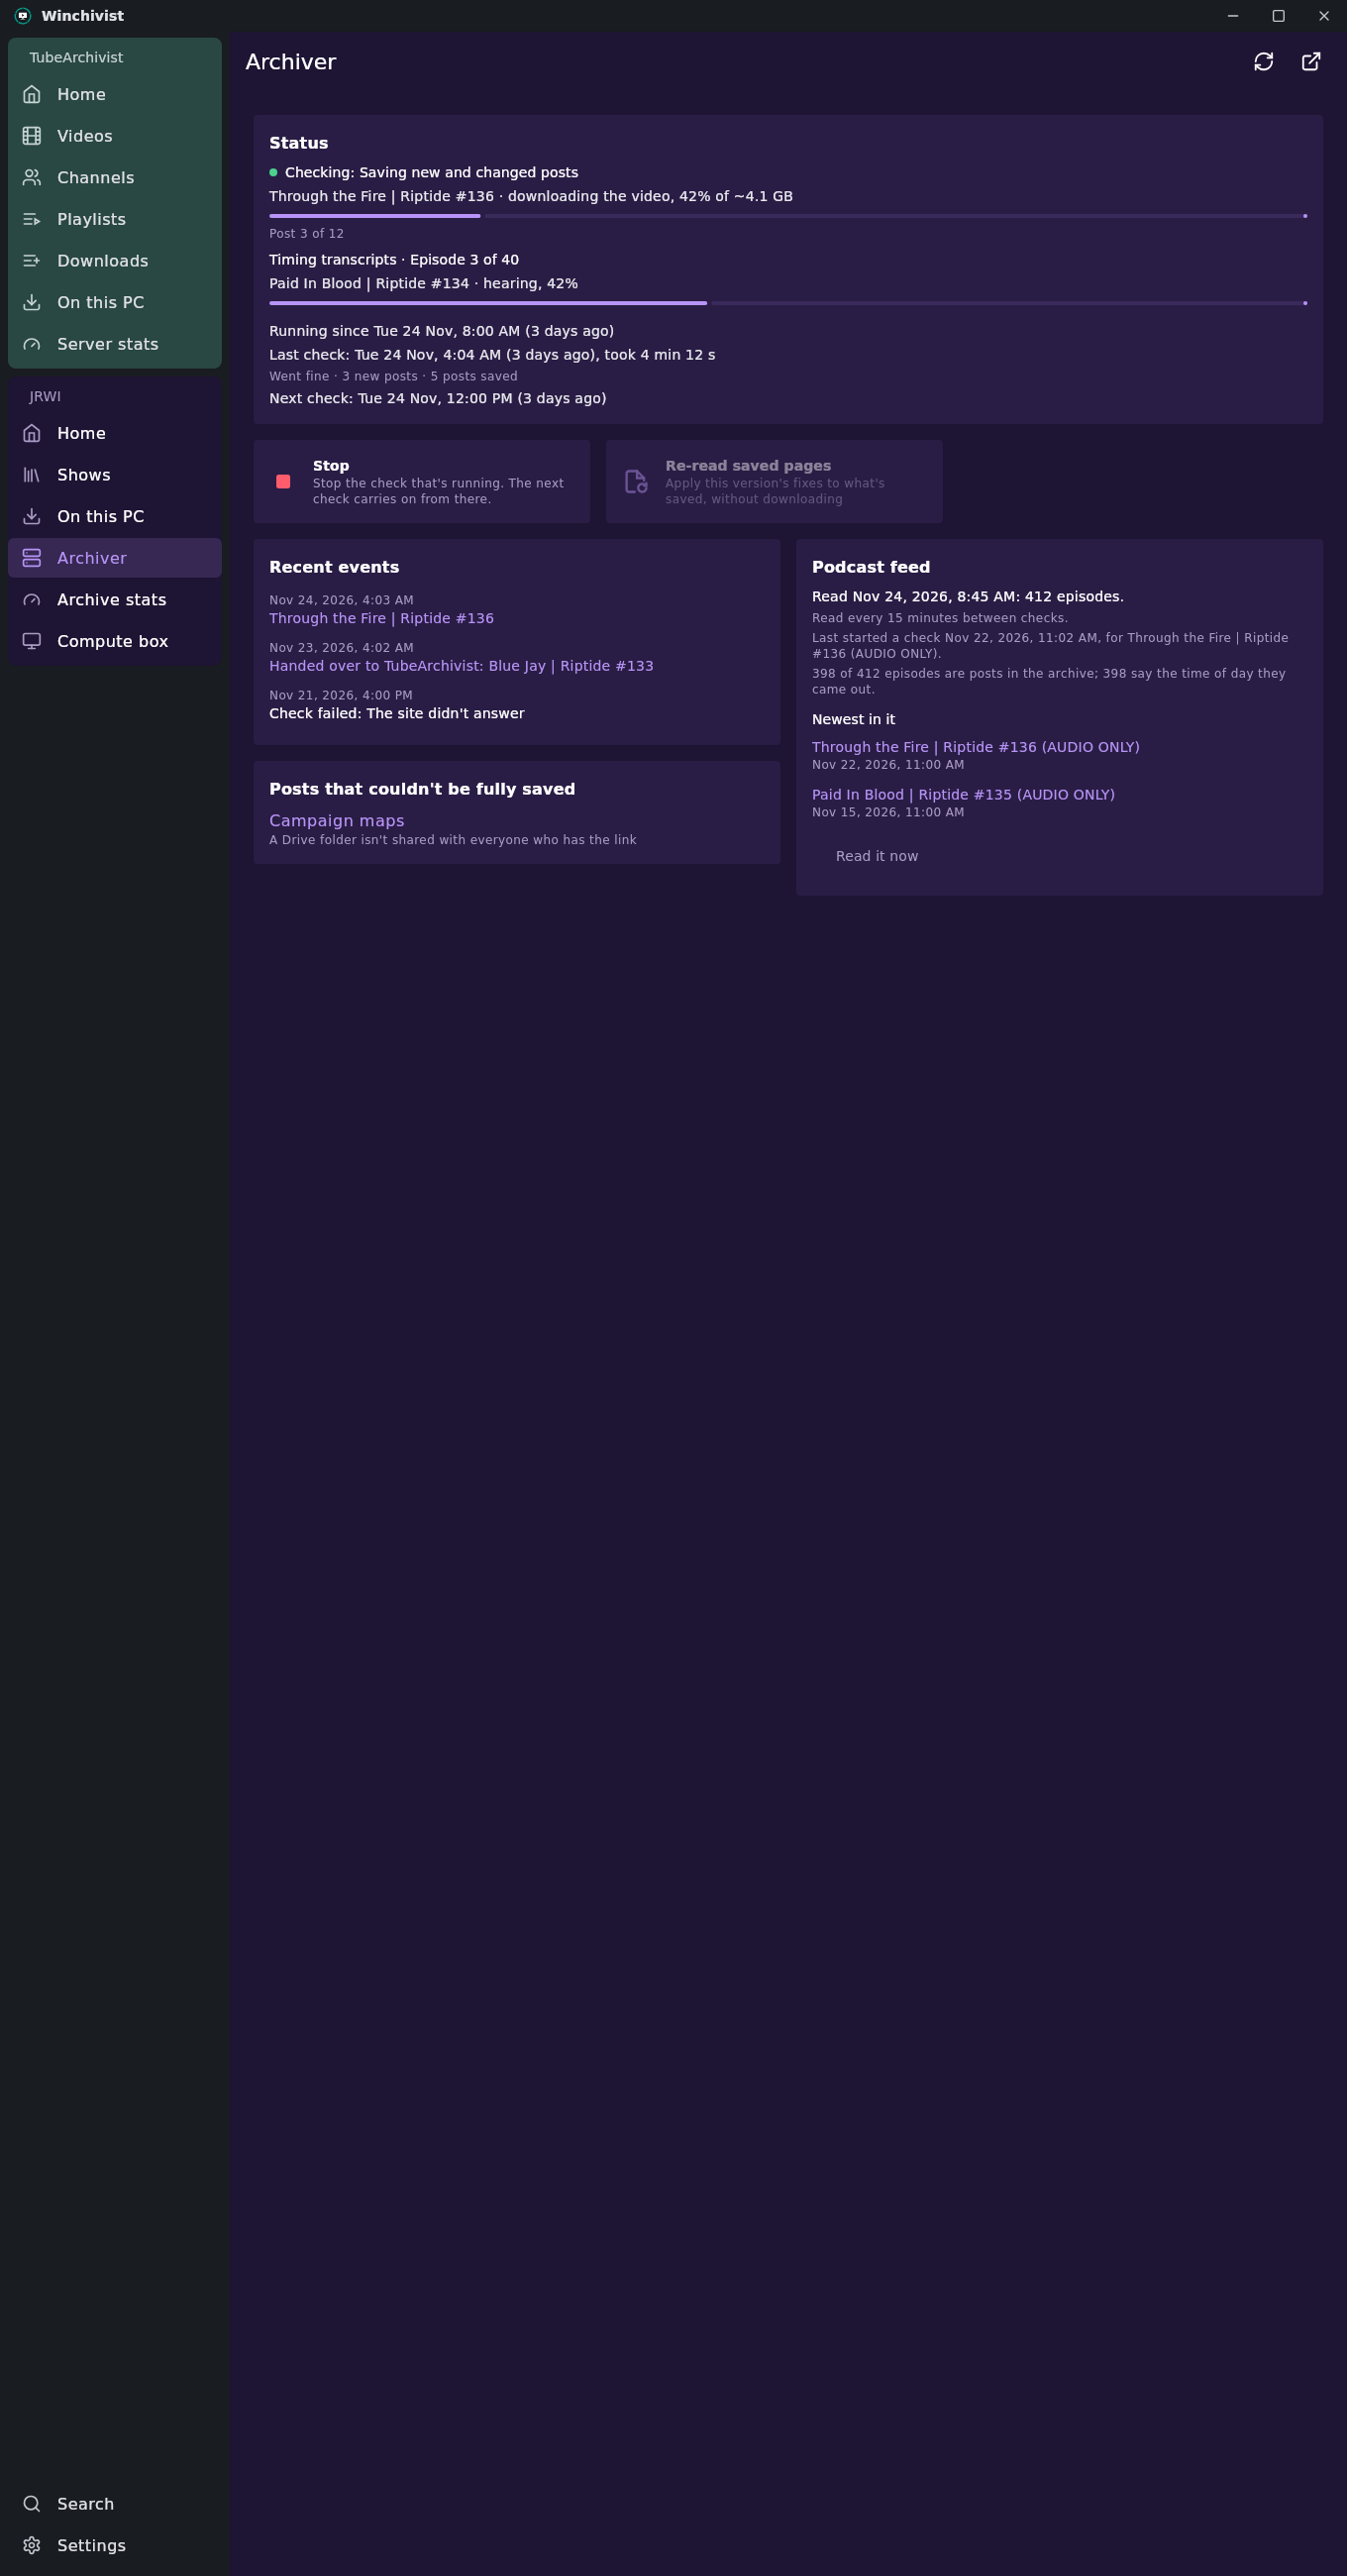 Winchivist
TubeArchivist
Home
Videos
Channels
Playlists
Downloads
On this PC
Server stats
JRWI
Home
Shows
On this PC
Archiver
Archive stats
Compute box
Search
Settings
Archiver
Status
Checking: Saving new and changed posts
Through the Fire | Riptide #136 · downloading the video, 42% of ~4.1 GB
Post 3 of 12
Timing transcripts · Episode 3 of 40
Paid In Blood | Riptide #134 · hearing, 42%
Running since Tue 24 Nov, 8:00 AM (3 days ago)
Last check: Tue 24 Nov, 4:04 AM (3 days ago), took 4 min 12 s
Went fine · 3 new posts · 5 posts saved
Next check: Tue 24 Nov, 12:00 PM (3 days ago)
Stop
Stop the check that's running. The next
check carries on from there.
Re-read saved pages
Apply this version's fixes to what's
saved, without downloading
Recent events
Nov 24, 2026, 4:03 AM
Through the Fire | Riptide #136
Nov 23, 2026, 4:02 AM
Handed over to TubeArchivist: Blue Jay | Riptide #133
Nov 21, 2026, 4:00 PM
Check failed: The site didn't answer
Posts that couldn't be fully saved
Campaign maps
A Drive folder isn't shared with everyone who has the link
Podcast feed
Read Nov 24, 2026, 8:45 AM: 412 episodes.
Read every 15 minutes between checks.
Last started a check Nov 22, 2026, 11:02 AM, for Through the Fire | Riptide
#136 (AUDIO ONLY).
398 of 412 episodes are posts in the archive; 398 say the time of day they
came out.
Newest in it
Through the Fire | Riptide #136 (AUDIO ONLY)
Nov 22, 2026, 11:00 AM
Paid In Blood | Riptide #135 (AUDIO ONLY)
Nov 15, 2026, 11:00 AM
Read it now